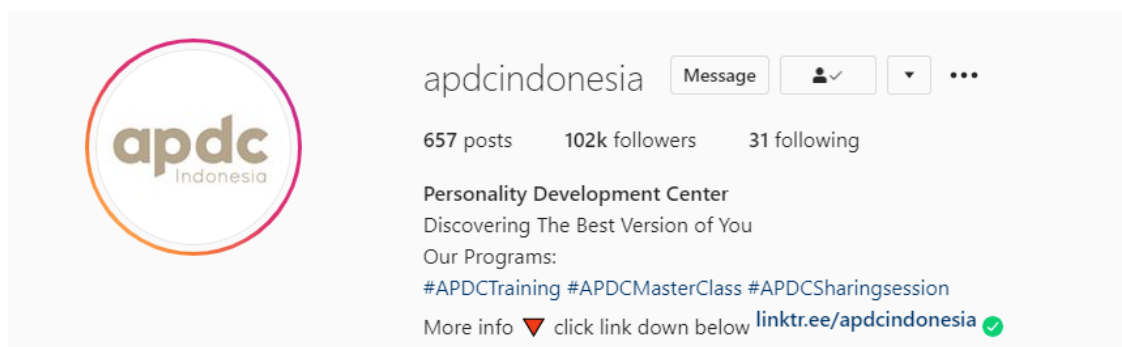 apdc
Indonesia
apdcindonesia Message
657 posts 102k followers 31 following
Personality Development Center
Discovering The Best Version of You
Our Programs:
#APDCTraining #APDCMasterClass #APDCSharingsession
More info 🔻 click link down below linktr.ee/apdcindonesia